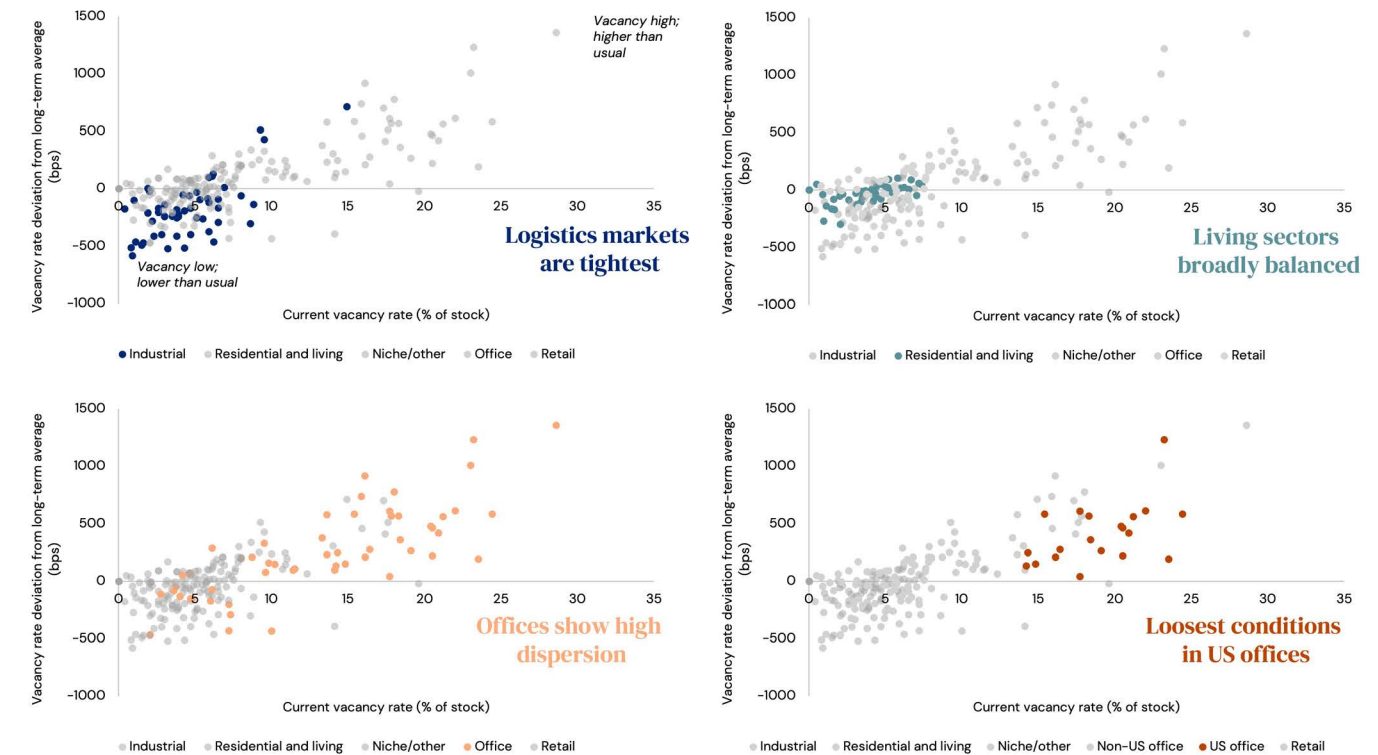 Vacancy rate deviation from long-term average
(bps)
1500
1000
500
0
-500
-1000
0
5
10
15
20
25
30
35
Vacancy high;
higher than
usual
Vacancy low;
lower than usual
Logistics markets
are tightest
Current vacancy rate (% of stock)
Industrial
Residential and living
Niche/other
Office
Retail
Vacancy rate deviation from long-term average
(bps)
1500
1000
500
0
-500
-1000
0
5
10
15
20
25
30
35
Living sectors
broadly balanced
Current vacancy rate (% of stock)
Industrial
Residential and living
Niche/other
Office
Retail
Vacancy rate deviation from long-term average
(bps)
1500
1000
500
0
-500
-1000
0
5
10
15
20
25
30
35
Offices show high
dispersion
Current vacancy rate (% of stock)
Industrial
Residential and living
Niche/other
Office
Retail
Vacancy rate deviation from long-term average
(bps)
1500
1000
500
0
-500
-1000
0
5
10
15
20
25
30
35
Loosest conditions
in US offices
Current vacancy rate (% of stock)
Industrial
Residential and living
Niche/other
Non-US office
US office
Retail